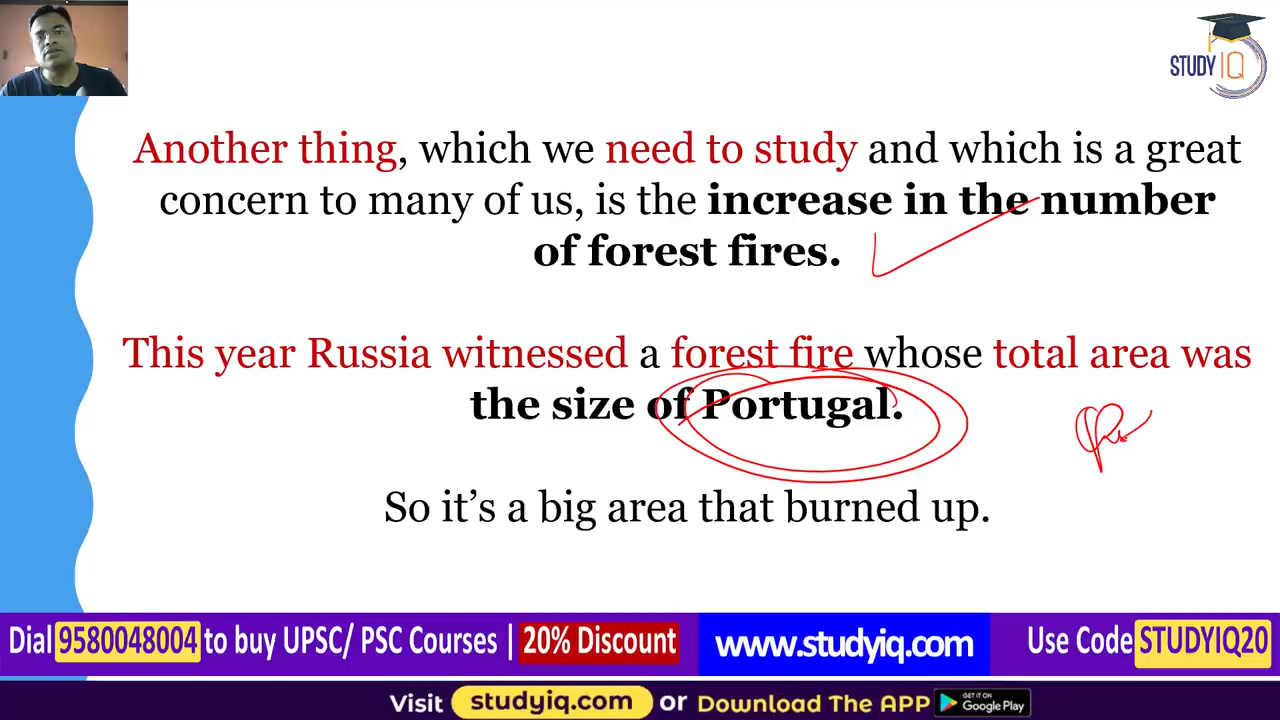 STUDY IQ
Another thing, which we need to study and which is a great
concern to many of us, is the increase in the number
of forest fires.
This year Russia witnessed a forest fire whose total area was
the size of Portugal.
So it's a big area that burned up.
Dial 9580048004 to buy UPSC/ PSC Courses | 20% Discount
www.studyiq.com
Use Code STUDYIQ20
Visit studyiq.com or Download The APP GET IT ON Google Play